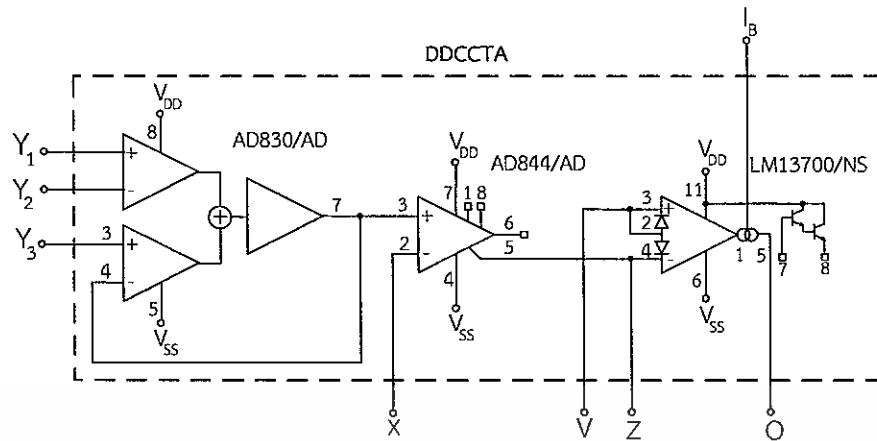 I_B
DDCCTA
V_DD
8
AD830/AD
Y_1
+
Y_2
-
V_DD
AD844/AD
7
1 8
V_DD
LM13700/NS
11
7
3
+
6
5
2
-
4
V_SS
3
+
2
4
-
1
5
6
V_SS
7
8
+
Y_3
3
+
4
-
5
V_SS
X
V
Z
O